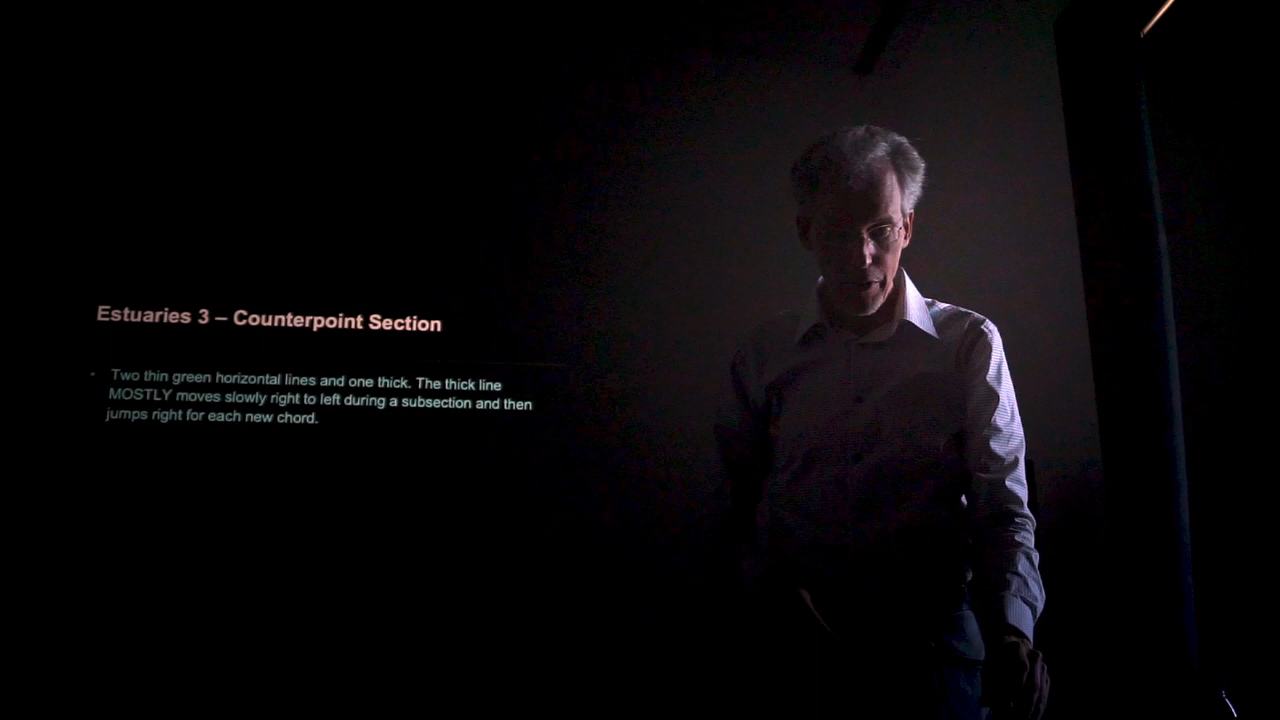 Estuaries 3 – Counterpoint Section
• Two thin green horizontal lines and one thick. The thick line
MOSTLY moves slowly right to left during a subsection and then
jumps right for each new chord.